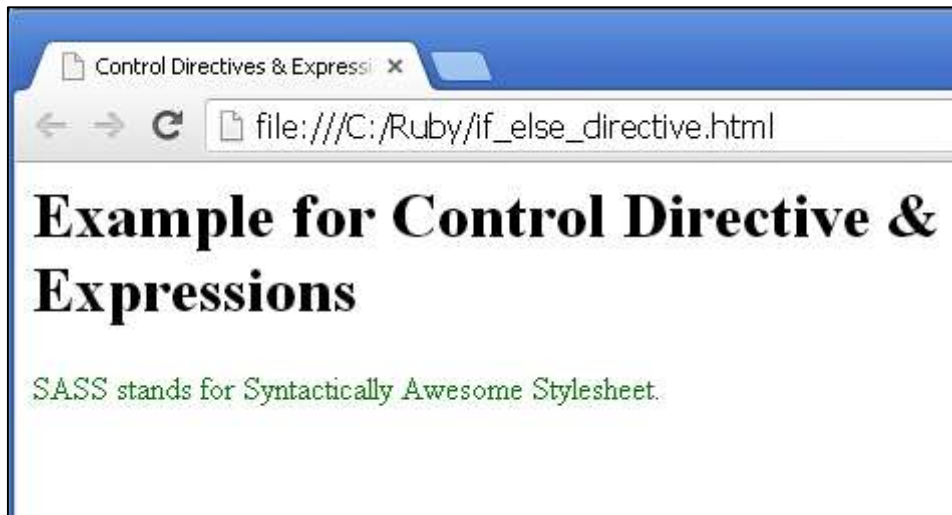 Control Directives & Expressi
file:///C:/Ruby/if_else_directive.html
Example for Control Directive &
Expressions
SASS stands for Syntactically Awesome Stylesheet.